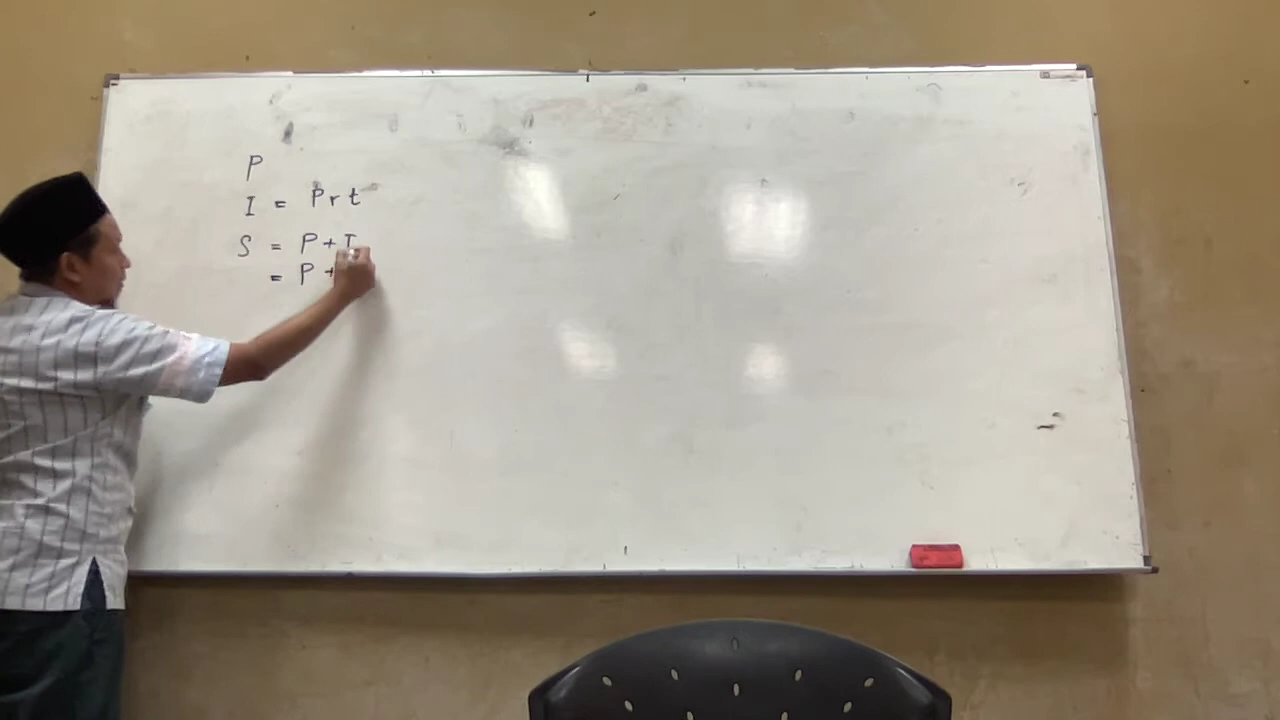 P
I = Prt
S = P + I
= P +